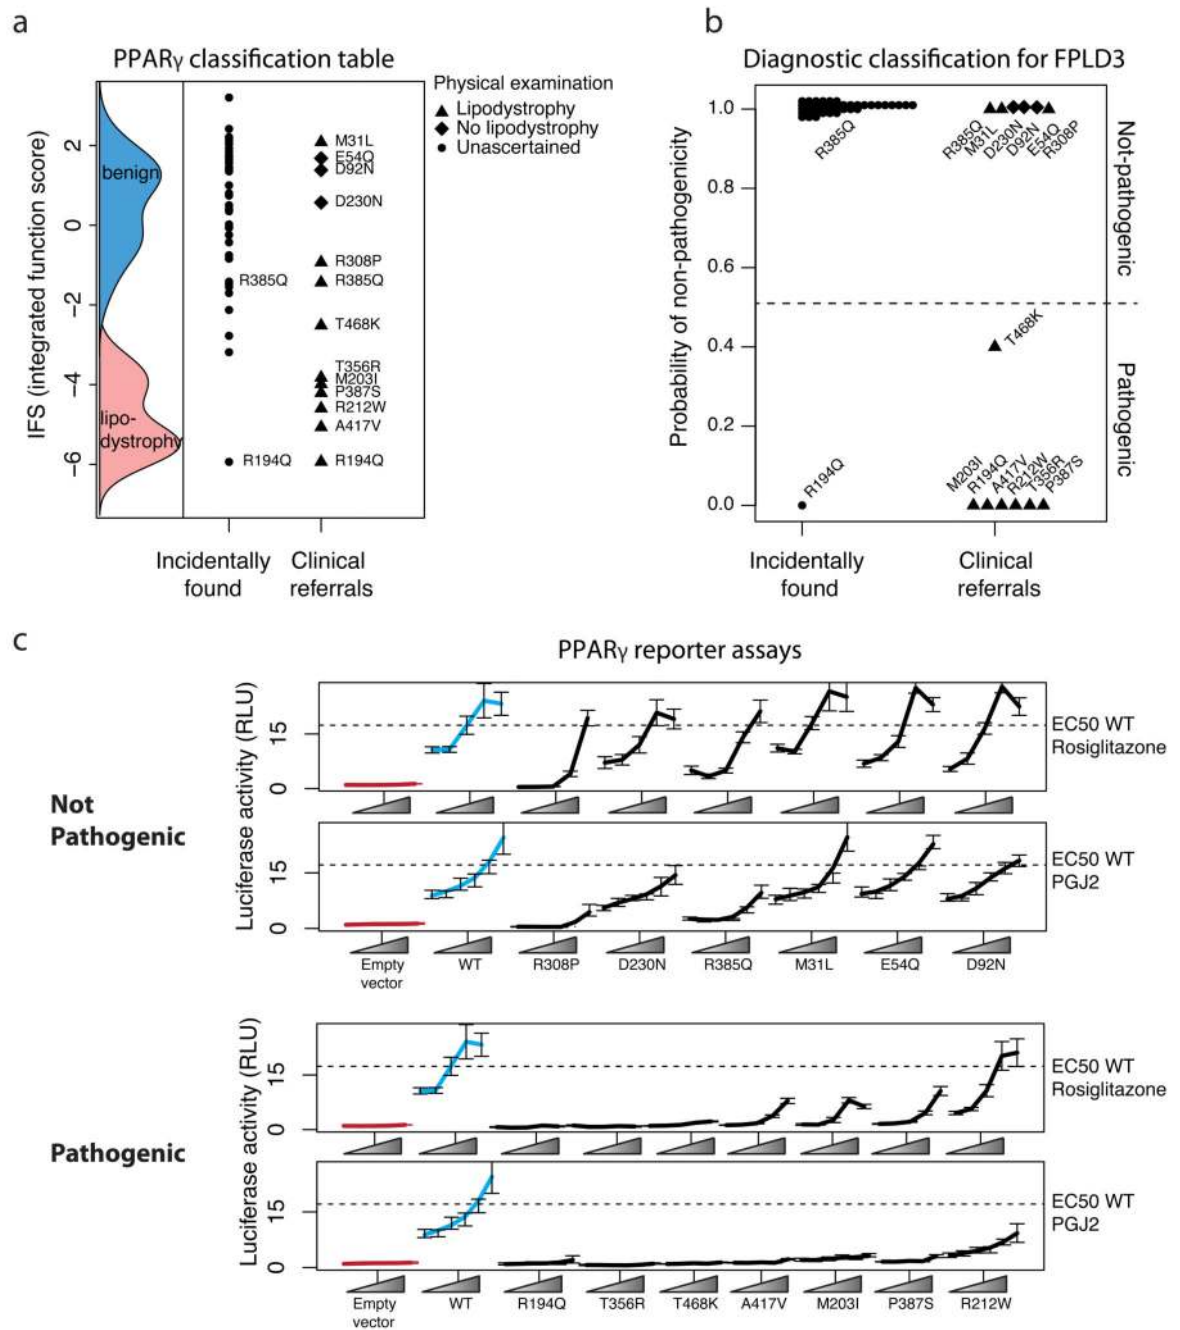 a
PPARγ classification table
IFS (integrated function score)
2
0
−2
−4
−6
benign
lipo-
dystrophy
R385Q
R194Q
M31L
E54Q
D92N
D230N
R308P
R385Q
T468K
T356R
M203I
P387S
R212W
A417V
R194Q
Incidentally
found
Clinical
referrals
Physical examination
Lipodystrophy
No lipodystrophy
Unascertained
b
Diagnostic classification for FPLD3
Probability of non-pathogenicity
1.0
0.8
0.6
0.4
0.2
0.0
R385Q
R385Q
M31L
D230N
D92N
E54Q
R308P
T468K
R194Q
M203I
R194Q
A417V
R212W
T356R
P387S
Not-pathogenic
Pathogenic
Incidentally
found
Clinical
referrals
c
PPARγ reporter assays
Not
Pathogenic
Luciferase activity (RLU)
15
0
EC50 WT
Rosiglitazone
15
0
EC50 WT
PGJ2
Empty
vector
WT
R308P
D230N
R385Q
M31L
E54Q
D92N
Pathogenic
Luciferase activity (RLU)
15
0
EC50 WT
Rosiglitazone
15
0
EC50 WT
PGJ2
Empty
vector
WT
R194Q
T356R
T468K
A417V
M203I
P387S
R212W